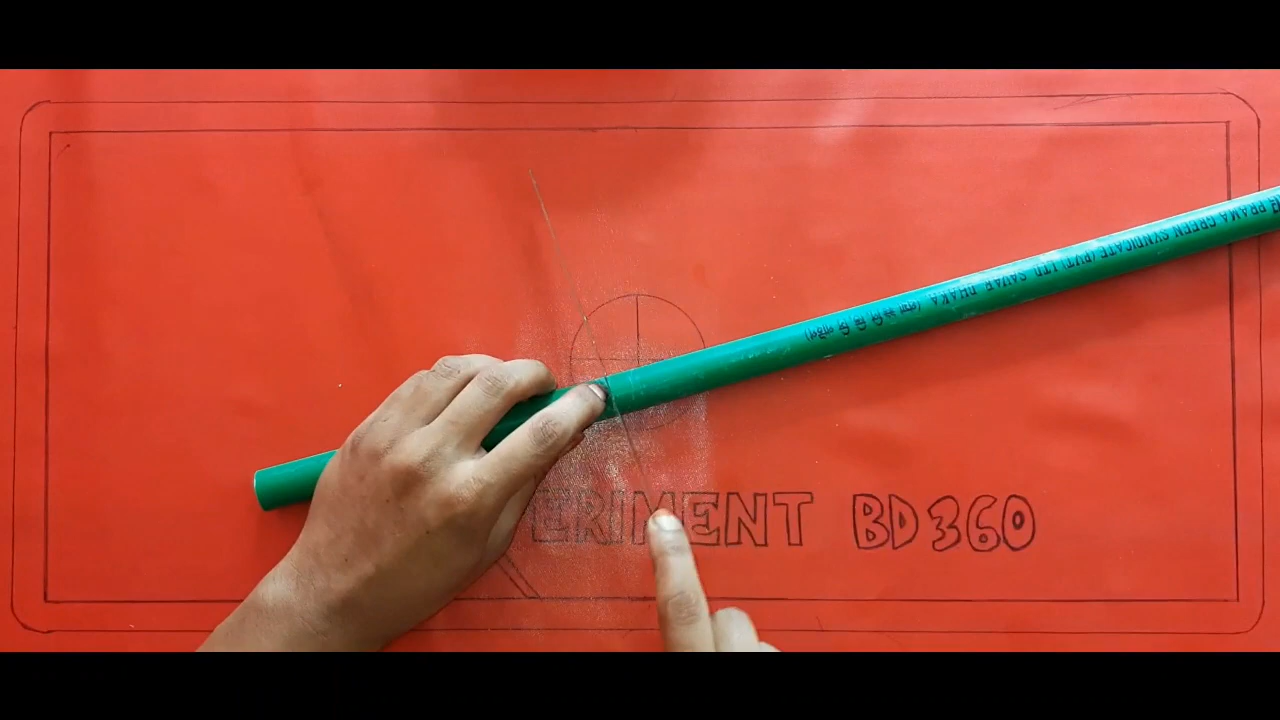 PRAMA GREEN SYNDICATE (PVT) LTD. SAVAR DHAKA
ERIMENT BD360